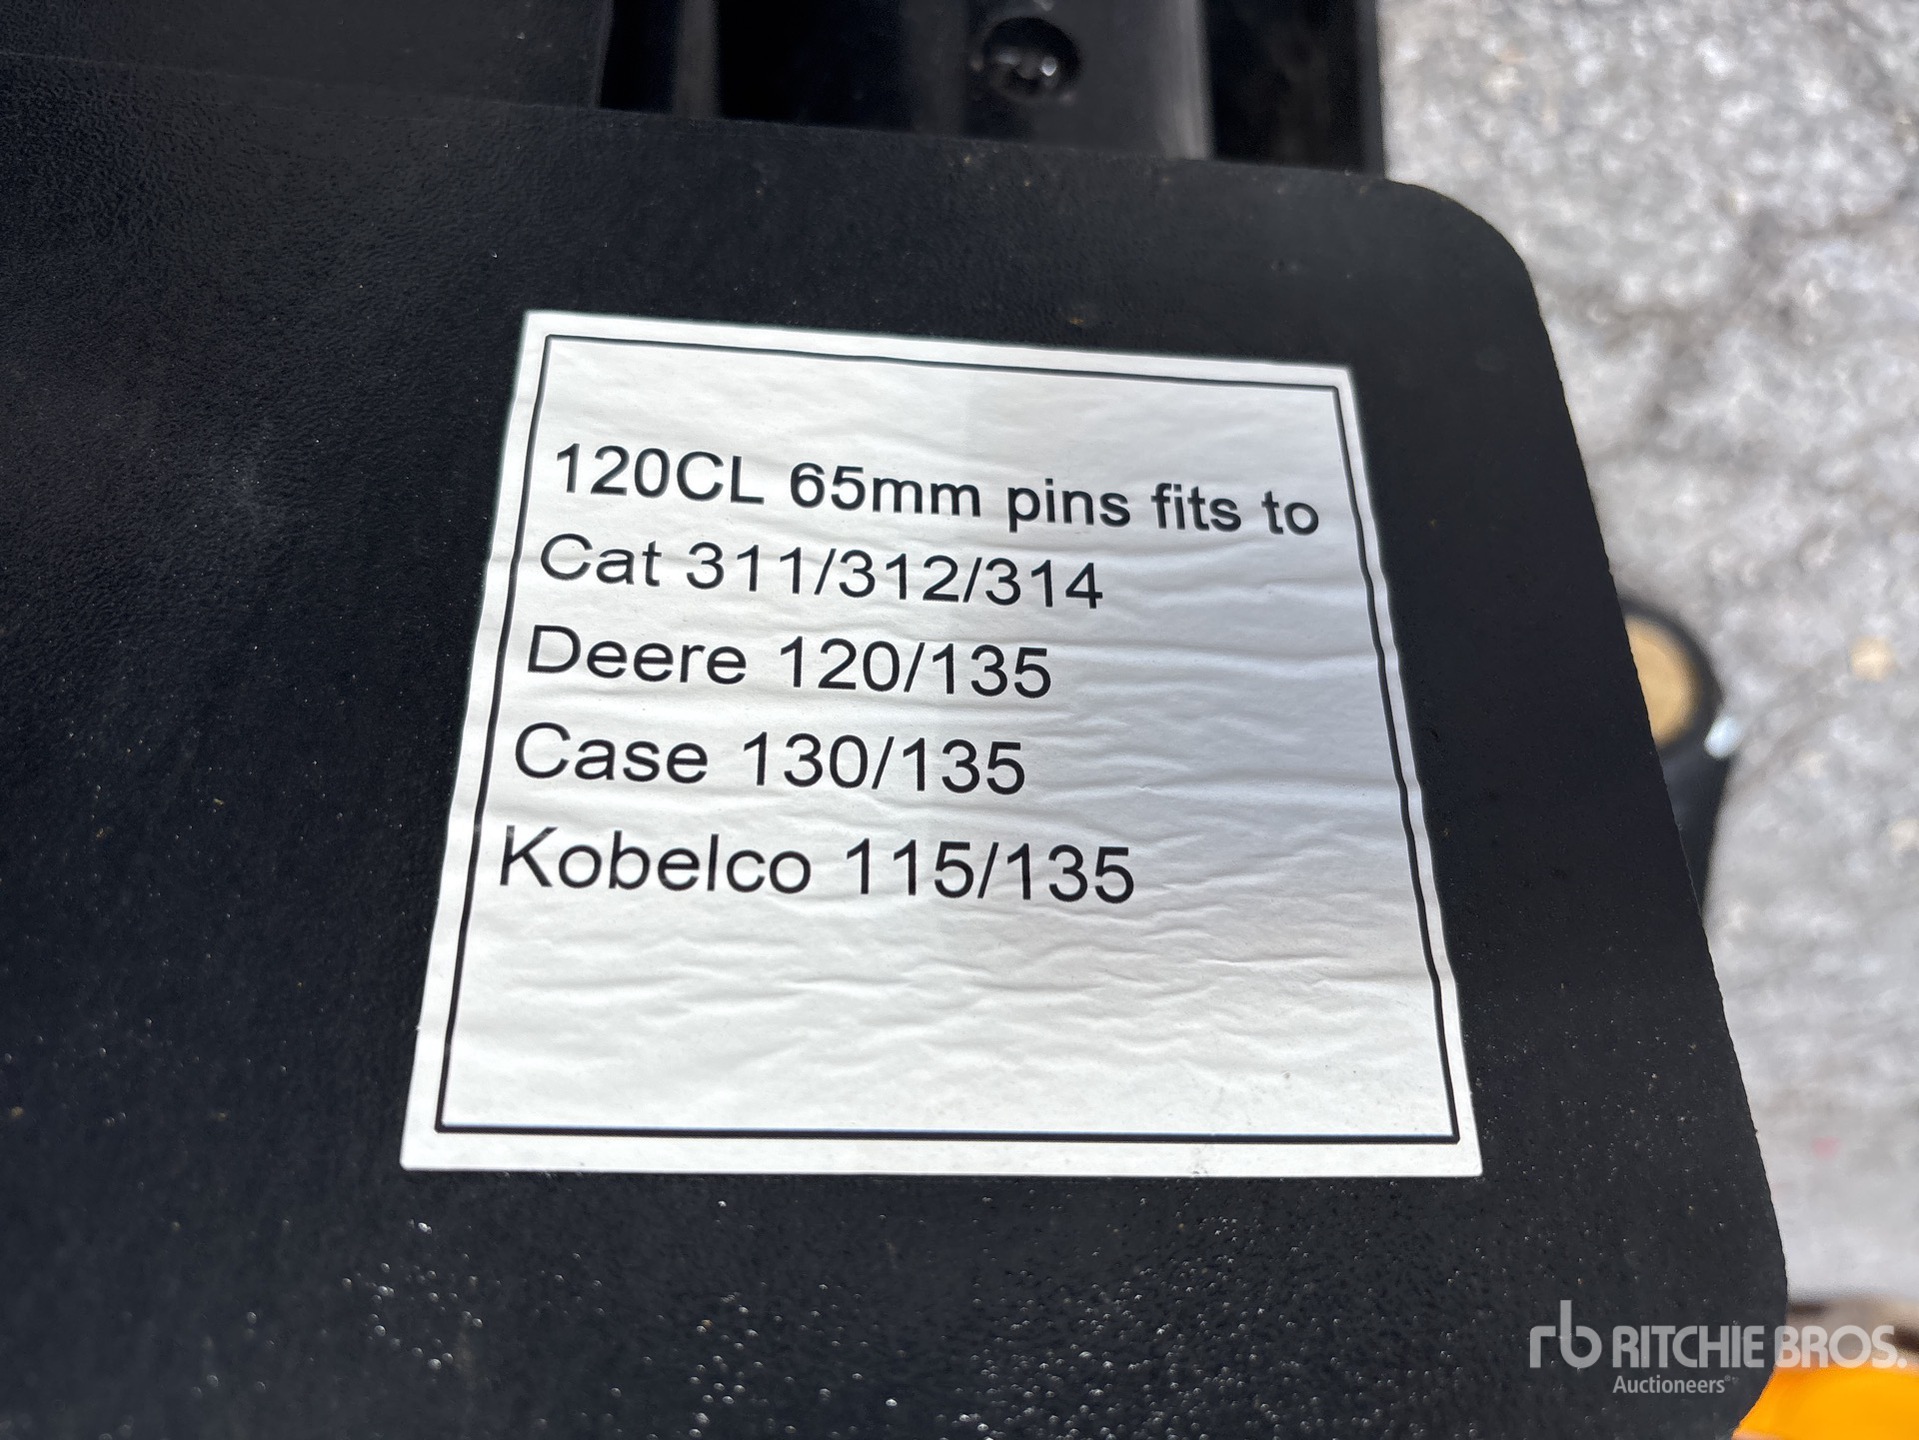 120CL 65mm pins fits to
Cat 311/312/314
Deere 120/135
Case 130/135
Kobelco 115/135
rb RITCHIE BROS.
Auctioneers®